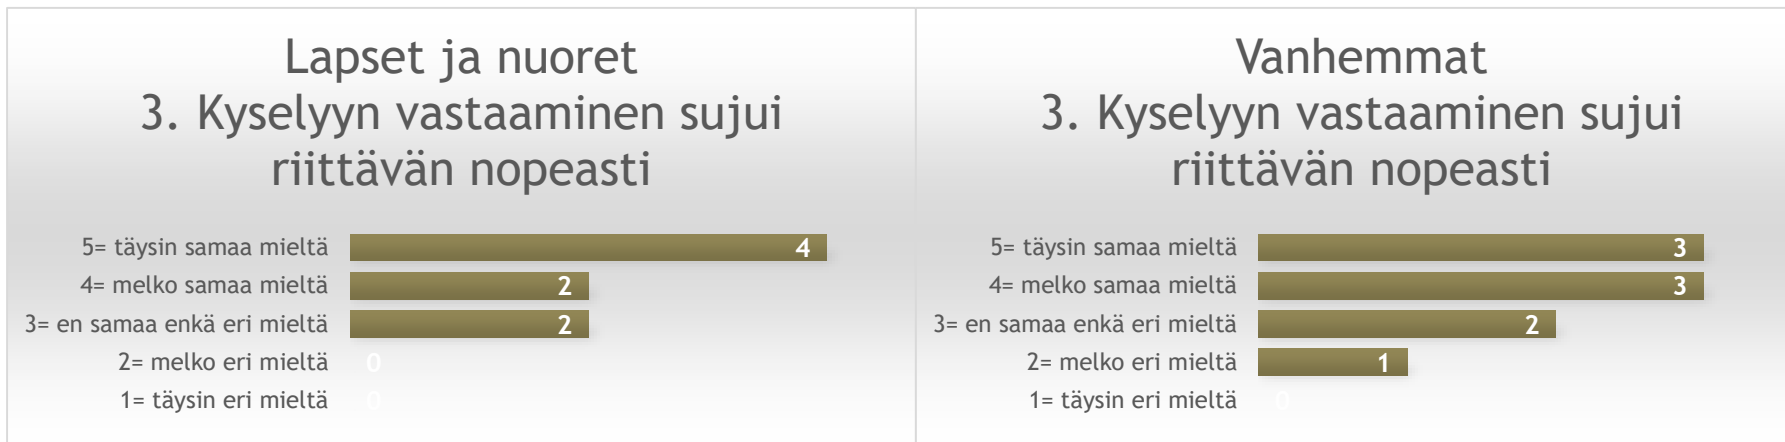 Lapset ja nuoret
3. Kyselyyn vastaaminen sujui
riittävän nopeasti
5= täysin samaa mieltä 4
4= melko samaa mieltä 2
3= en samaa enkä eri mieltä 2
2= melko eri mieltä 0
1= täysin eri mieltä 0
Vanhemmat
3. Kyselyyn vastaaminen sujui
riittävän nopeasti
5= täysin samaa mieltä 3
4= melko samaa mieltä 3
3= en samaa enkä eri mieltä 2
2= melko eri mieltä 1
1= täysin eri mieltä 0